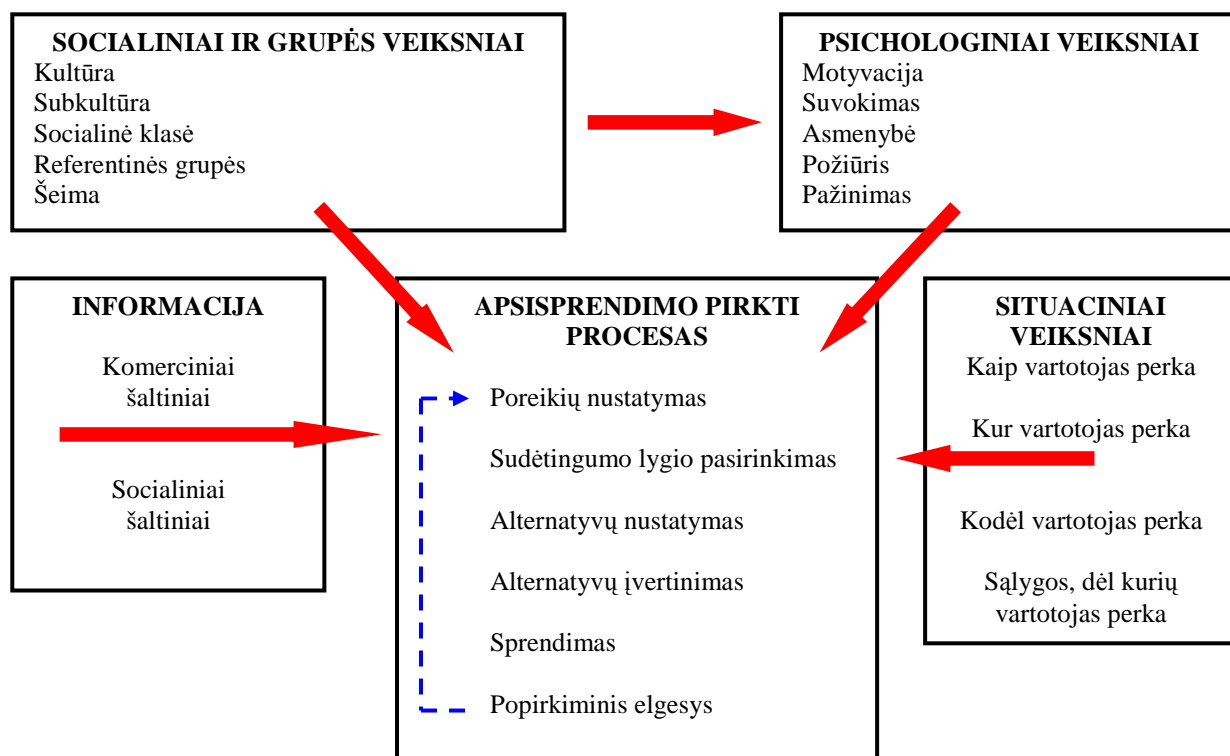 SOCIALINIAI IR GRUPĖS VEIKSNIAI
Kultūra
Subkultūra
Socialinė klasė
Referentinės grupės
Šeima
PSICHOLOGINIAI VEIKSNIAI
Motyvacija
Suvokimas
Asmenybė
Požiūris
Pažinimas
INFORMACIJA
Komerciniai
šaltiniai
Socialiniai
šaltiniai
APSISPRENDIMO PIRKTI
PROCESAS
Poreikių nustatymas
Sudėtingumo lygio pasirinkimas
Alternatyvų nustatymas
Alternatyvų įvertinimas
Sprendimas
Popirkiminis elgesys
SITUACINIAI
VEIKSNIAI
Kaip vartotojas perka
Kur vartotojas perka
Kodėl vartotojas perka
Sąlygos, dėl kurių
vartotojas perka